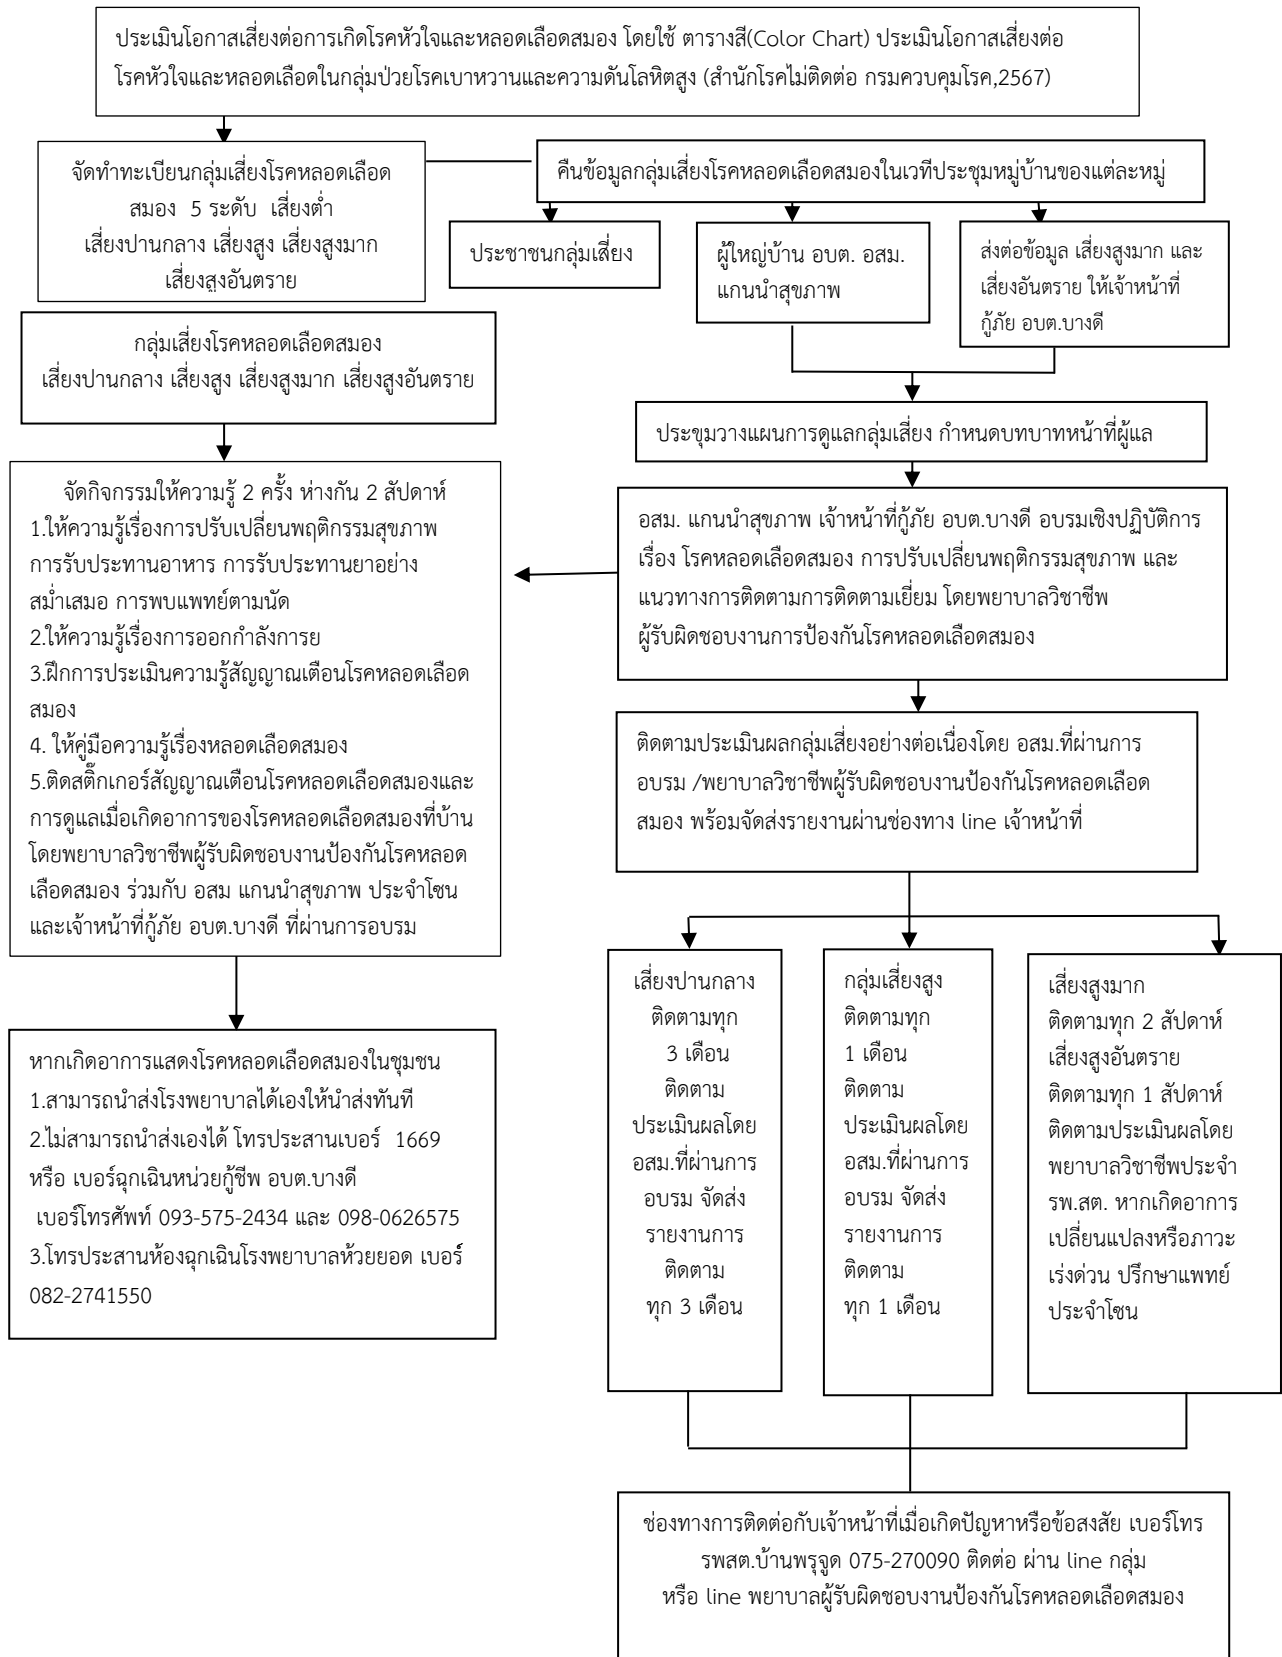 ประเมินโอกาสเสี่ยงต่อการเกิดโรคหัวใจและหลอดเลือดสมอง โดยใช้ ตารางสี(Color Chart) ประเมินโอกาสเสี่ยงต่อ
โรคหัวใจและหลอดเลือดในกลุ่มป่วยโรคเบาหวานและความดันโลหิตสูง (สำนักโรคไม่ติดต่อ กรมควบคุมโรค,2567)
จัดทำทะเบียนกลุ่มเสี่ยงโรคหลอดเลือด
สมอง 5 ระดับ เสี่ยงต่ำ
เสี่ยงปานกลาง เสี่ยงสูง เสี่ยงสูงมาก
เสี่ยงสูงอันตราย
คืนข้อมูลกลุ่มเสี่ยงโรคหลอดเลือดสมองในเวทีประชุมหมู่บ้านของแต่ละหมู่
ประชาชนกลุ่มเสี่ยง
ผู้ใหญ่บ้าน อบต. อสม.
แกนนำสุขภาพ
ส่งต่อข้อมูล เสี่ยงสูงมาก และ
เสี่ยงอันตราย ให้เจ้าหน้าที่
กู้ภัย อบต.บางดี
กลุ่มเสี่ยงโรคหลอดเลือดสมอง
เสี่ยงปานกลาง เสี่ยงสูง เสี่ยงสูงมาก เสี่ยงสูงอันตราย
ประขุมวางแผนการดูแลกลุ่มเสี่ยง กำหนดบทบาทหน้าที่ผู้แล
จัดกิจกรรมให้ความรู้ 2 ครั้ง ห่างกัน 2 สัปดาห์
1.ให้ความรู้เรื่องการปรับเปลี่ยนพฤติกรรมสุขภาพ
การรับประทานอาหาร การรับประทานยาอย่าง
สม่ำเสมอ การพบแพทย์ตามนัด
2.ให้ความรู้เรื่องการออกกำลังการย
3.ฝึกการประเมินความรู้สัญญาณเตือนโรคหลอดเลือด
สมอง
4. ให้คู่มือความรู้เรื่องหลอดเลือดสมอง
5.ติดสติ๊กเกอร์สัญญาณเตือนโรคหลอดเลือดสมองและ
การดูแลเมื่อเกิดอาการของโรคหลอดเลือดสมองที่บ้าน
โดยพยาบาลวิชาชีพผู้รับผิดชอบงานป้องกันโรคหลอด
เลือดสมอง ร่วมกับ อสม แกนนำสุขภาพ ประจำโซน
และเจ้าหน้าที่กู้ภัย อบต.บางดี ที่ผ่านการอบรม
อสม. แกนนำสุขภาพ เจ้าหน้าที่กู้ภัย อบต.บางดี อบรมเชิงปฏิบัติการ
เรื่อง โรคหลอดเลือดสมอง การปรับเปลี่ยนพฤติกรรมสุขภาพ และ
แนวทางการติดตามการติดตามเยี่ยม โดยพยาบาลวิชาชีพ
ผู้รับผิดชอบงานการป้องกันโรคหลอดเลือดสมอง
ติดตามประเมินผลกลุ่มเสี่ยงอย่างต่อเนื่องโดย อสม.ที่ผ่านการ
อบรม /พยาบาลวิชาชีพผู้รับผิดชอบงานป้องกันโรคหลอดเลือด
สมอง พร้อมจัดส่งรายงานผ่านช่องทาง line เจ้าหน้าที่
เสี่ยงปานกลาง
ติดตามทุก
3 เดือน
ติดตาม
ประเมินผลโดย
อสม.ที่ผ่านการ
อบรม จัดส่ง
รายงานการ
ติดตาม
ทุก 3 เดือน
กลุ่มเสี่ยงสูง
ติดตามทุก
1 เดือน
ติดตาม
ประเมินผลโดย
อสม.ที่ผ่านการ
อบรม จัดส่ง
รายงานการ
ติดตาม
ทุก 1 เดือน
เสี่ยงสูงมาก
ติดตามทุก 2 สัปดาห์
เสี่ยงสูงอันตราย
ติดตามทุก 1 สัปดาห์
ติดตามประเมินผลโดย
พยาบาลวิชาชีพประจำ
รพ.สต. หากเกิดอาการ
เปลี่ยนแปลงหรือภาวะ
เร่งด่วน ปรึกษาแพทย์
ประจำโซน
หากเกิดอาการแสดงโรคหลอดเลือดสมองในชุมชน
1.สามารถนำส่งโรงพยาบาลได้เองให้นำส่งทันที
2.ไม่สามารถนำส่งเองได้ โทรประสานเบอร์ 1669
หรือ เบอร์ฉุกเฉินหน่วยกู้ชีพ อบต.บางดี
เบอร์โทรศัพท์ 093-575-2434 และ 098-0626575
3.โทรประสานห้องฉุกเฉินโรงพยาบาลห้วยยอด เบอร์
082-2741550
ช่องทางการติดต่อกับเจ้าหน้าที่เมื่อเกิดปัญหาหรือข้อสงสัย เบอร์โทร
รพสต.บ้านพรุจูด 075-270090 ติดต่อ ผ่าน line กลุ่ม
หรือ line พยาบาลผู้รับผิดชอบงานป้องกันโรคหลอดเลือดสมอง